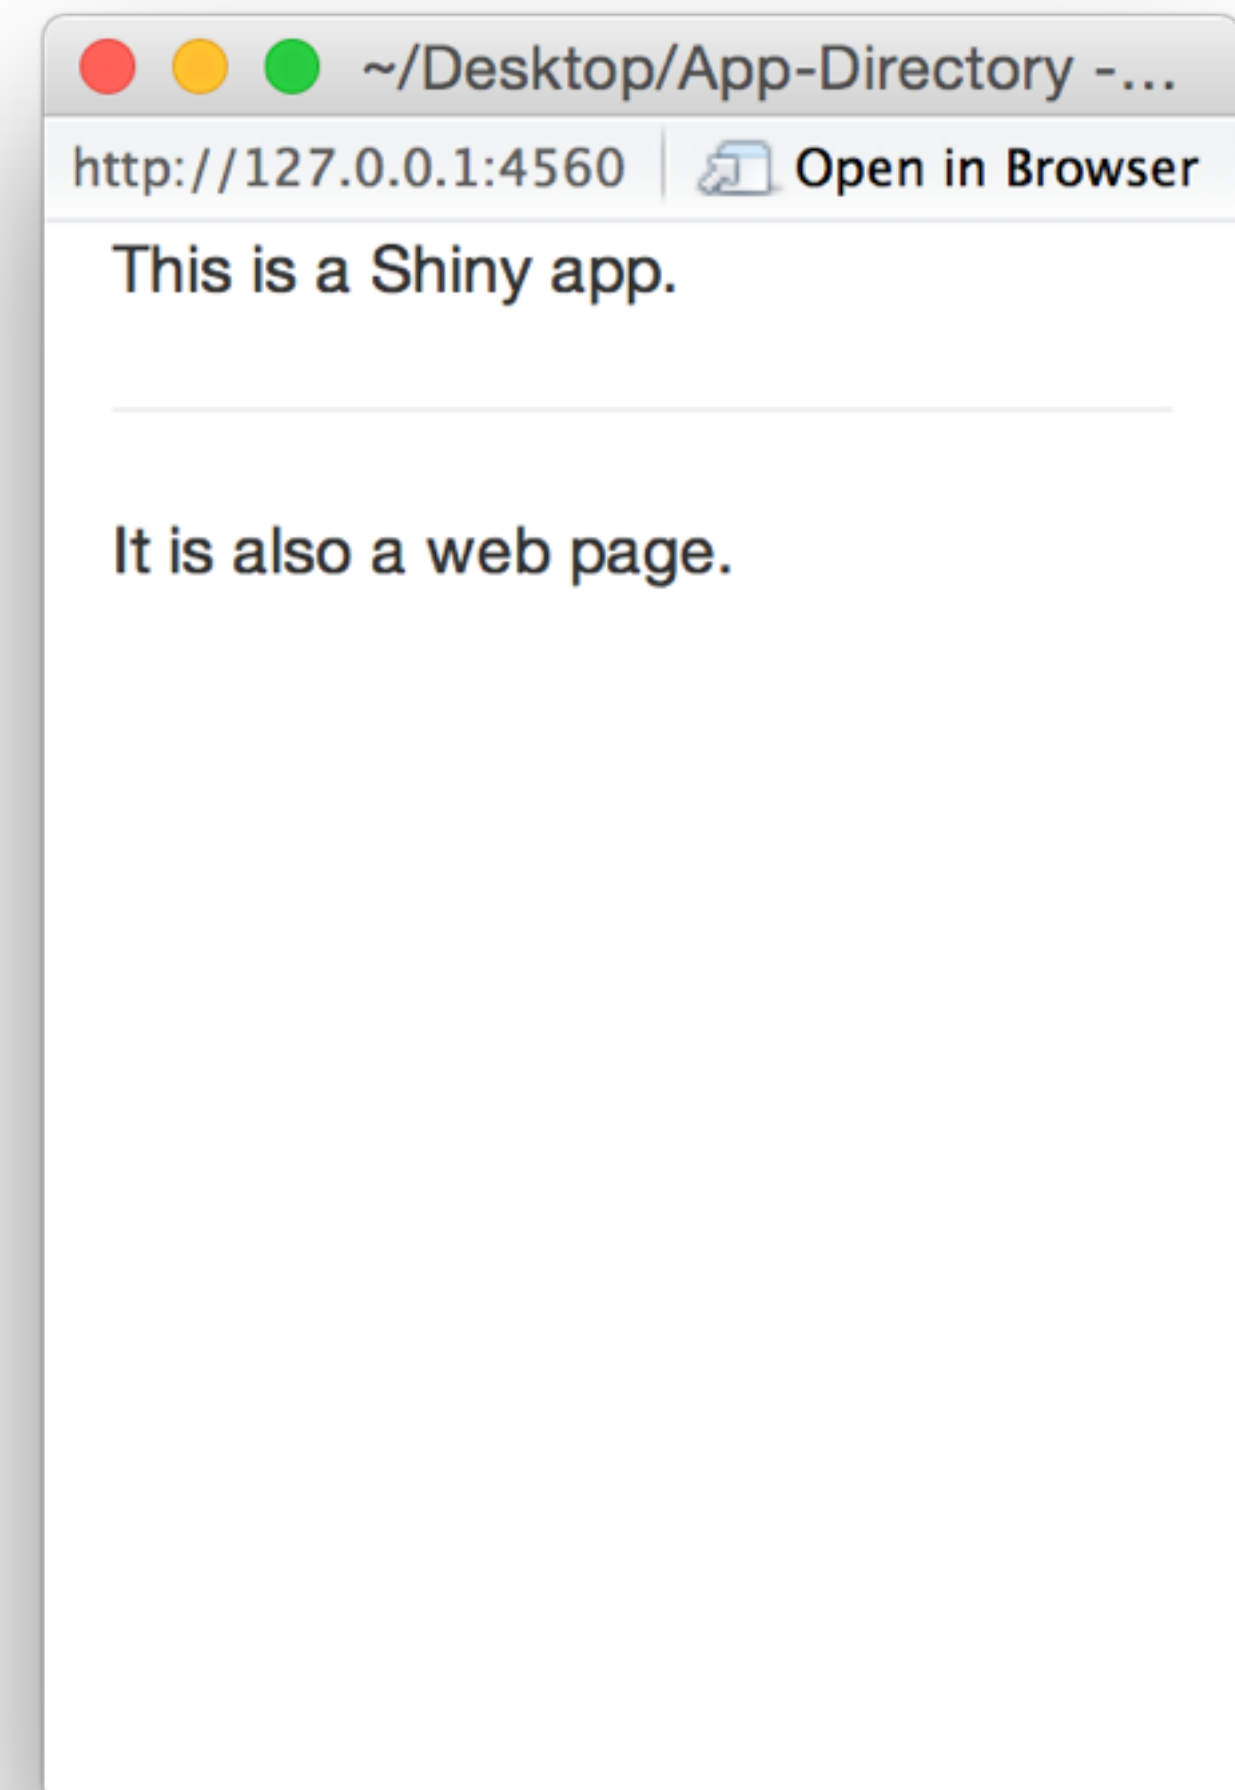 ~/Desktop/App-Directory -...
http://127.0.0.1:4560 Open in Browser
This is a Shiny app.
It is also a web page.